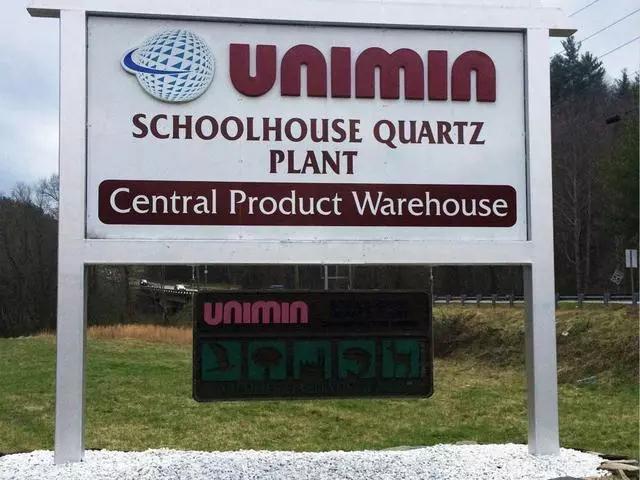 UNIMIN
SCHOOLHOUSE QUARTZ
PLANT
Central Product Warehouse
UNIMIN